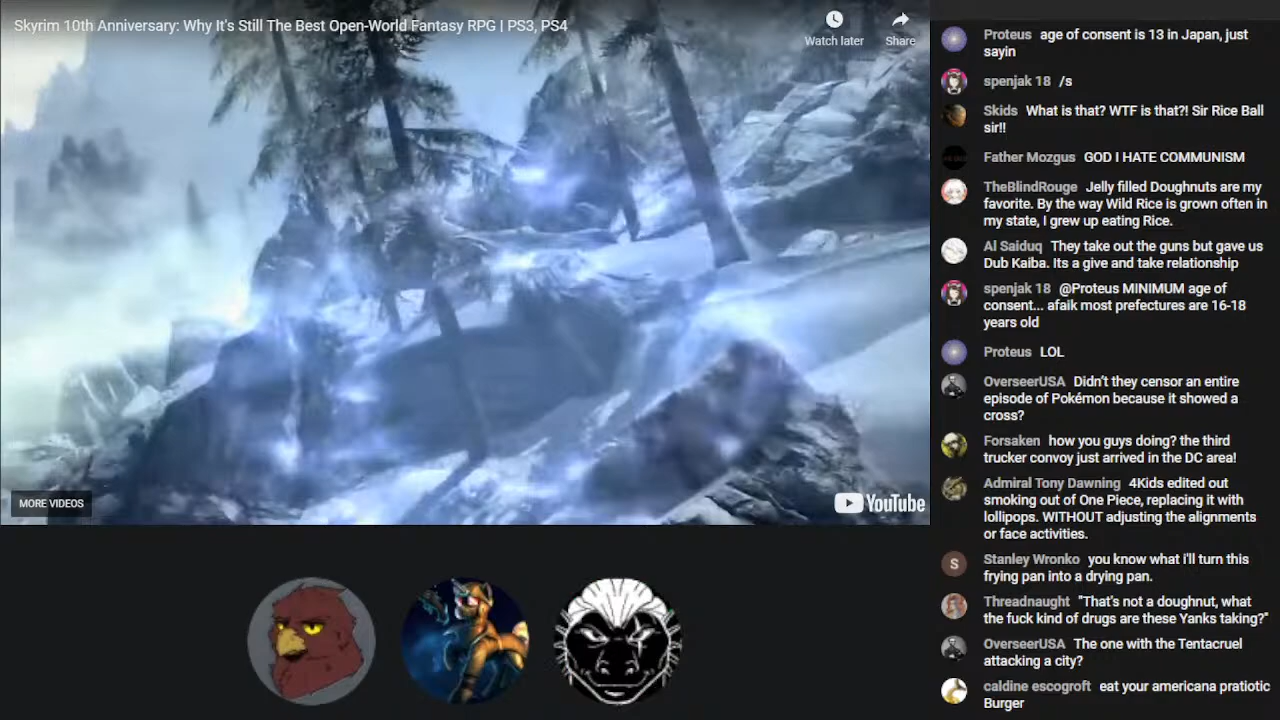 Skyrim 10th Anniversary: Why It's Still The Best Open-World Fantasy RPG | PS3, PS4
Watch later
Share
MORE VIDEOS
YouTube
Proteus age of consent is 13 in Japan, just
sayin
spenjak 18 /s
Skids What is that? WTF is that?! Sir Rice Ball
sir!!
Father Mozgus GOD I HATE COMMUNISM
TheBlindRouge Jelly filled Doughnuts are my
favorite. By the way Wild Rice is grown often in
my state, I grew up eating Rice.
Al Saiduq They take out the guns but gave us
Dub Kaiba. Its a give and take relationship
spenjak 18 @Proteus MINIMUM age of
consent... afaik most prefectures are 16-18
years old
Proteus LOL
OverseerUSA Didn't they censor an entire
episode of Pokémon because it showed a
cross?
Forsaken how you guys doing? the third
trucker convoy just arrived in the DC area!
Admiral Tony Dawning 4Kids edited out
smoking out of One Piece, replacing it with
lollipops. WITHOUT adjusting the alignments
or face activities.
S
Stanley Wronko you know what i'll turn this
frying pan into a drying pan.
Threadnaught "That's not a doughnut, what
the fuck kind of drugs are these Yanks taking?"
OverseerUSA The one with the Tentacruel
attacking a city?
caldine escogroft eat your americana pratiotic
Burger